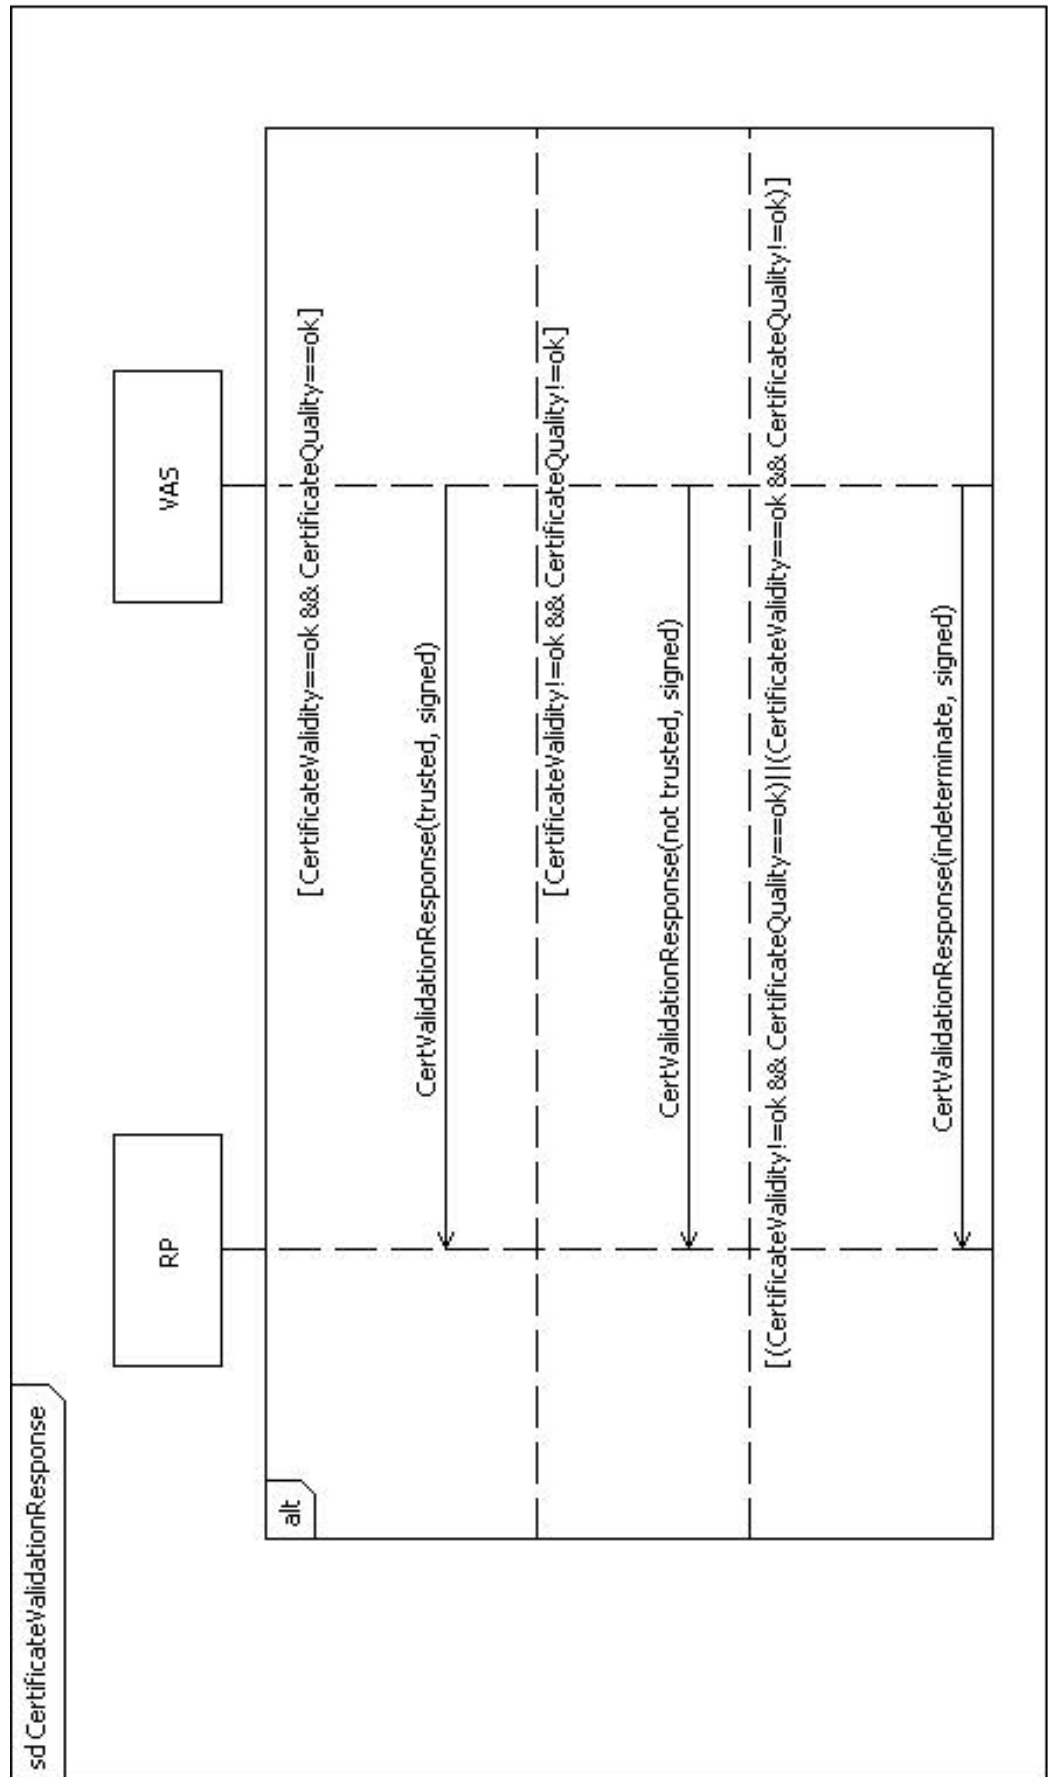 sd CertificateValidationResponse
RP
VAS
alt
[CertificateValidity==ok && CertificateQuality==ok]
CertValidationResponse(trusted, signed)
[CertificateValidity!=ok && CertificateQuality!=ok]
CertValidationResponse(not trusted, signed)
[(CertificateValidity!=ok && CertificateQuality==ok)||(CertificateValidity==ok && CertificateQuality!=ok)]
CertValidationResponse(indeterminate, signed)